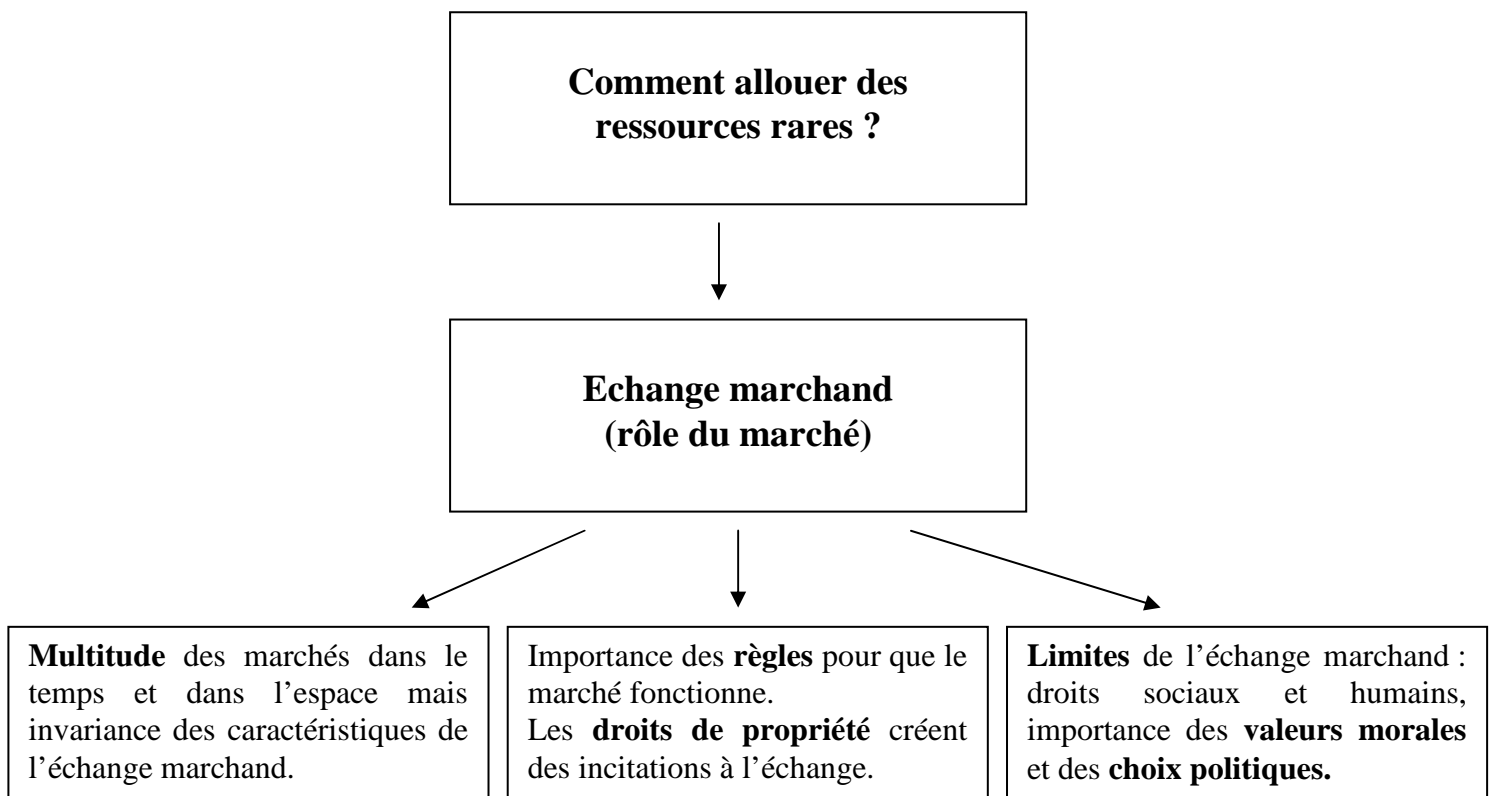 Comment allouer des
ressources rares ?
Echange marchand
(rôle du marché)
Multitude des marchés dans le
temps et dans l’espace mais
invariance des caractéristiques de
l’échange marchand.
Importance des règles pour que le
marché fonctionne.
Les droits de propriété créent
des incitations à l’échange.
Limites de l’échange marchand :
droits sociaux et humains,
importance des valeurs morales
et des choix politiques.